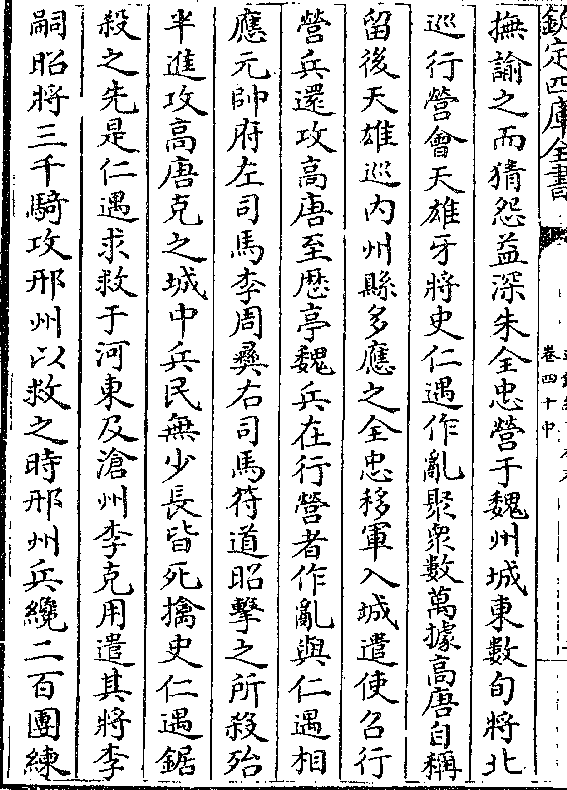 欽定四庫全書
卷四十中
撫諭之而猜怨益深朱全忠營于魏州城東數旬將北
巡行營會天雄牙將史仁遇作亂聚衆數萬據高唐自稱
留後天雄巡内州縣多應之全忠移軍入城遣使召行
營兵還攻高唐至歴亭魏兵在行營者作亂與仁遇相
應元帥府左司馬李周彞右司馬符道昭擊之所殺殆
半進攻高唐克之城中兵民無少長皆死擒史仁遇鋸
殺之先是仁遇求救于河東及滄州李克用遣其將李
嗣昭將三千騎攻邢州以救之時邢州兵纔二百團練